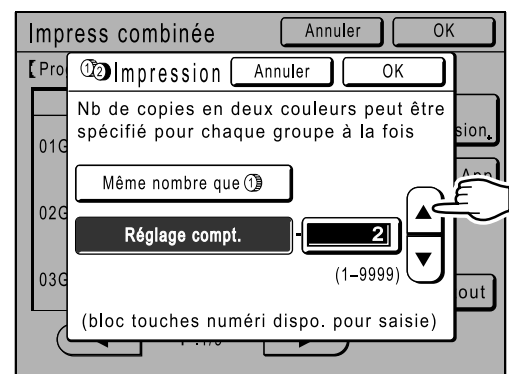 Impress combinée Annuler OK
①② Impression Annuler OK
Nb de copies en deux couleurs peut être
spécifié pour chaque groupe à la fois
01G
Même nombre que ①
02G
Réglage compt. - 2 ▲
▼
(1–9999)
03G
(bloc touches numéri dispo. pour saisie)